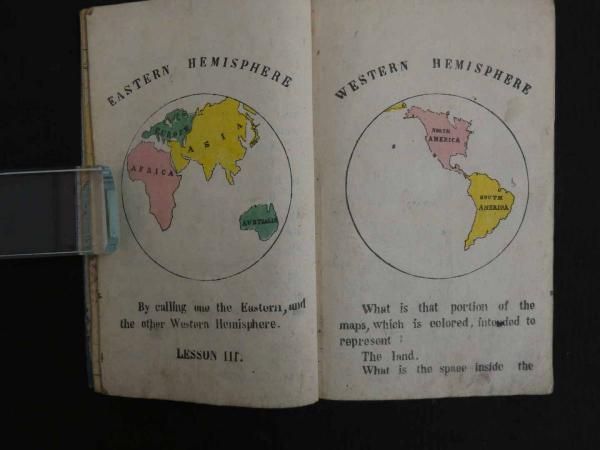 EASTERN HEMISPHERE
EUROPE
ASIA
AFRICA
AUSTRALIA
By calling one the Eastern, and
the other Western Hemisphere.
LESSON III.
WESTERN HEMISPHERE
NORTH
AMERICA
SOUTH
AMERICA
What is that portion of the
maps, which is colored, intended to
represent ?
The land.
What is the space inside the